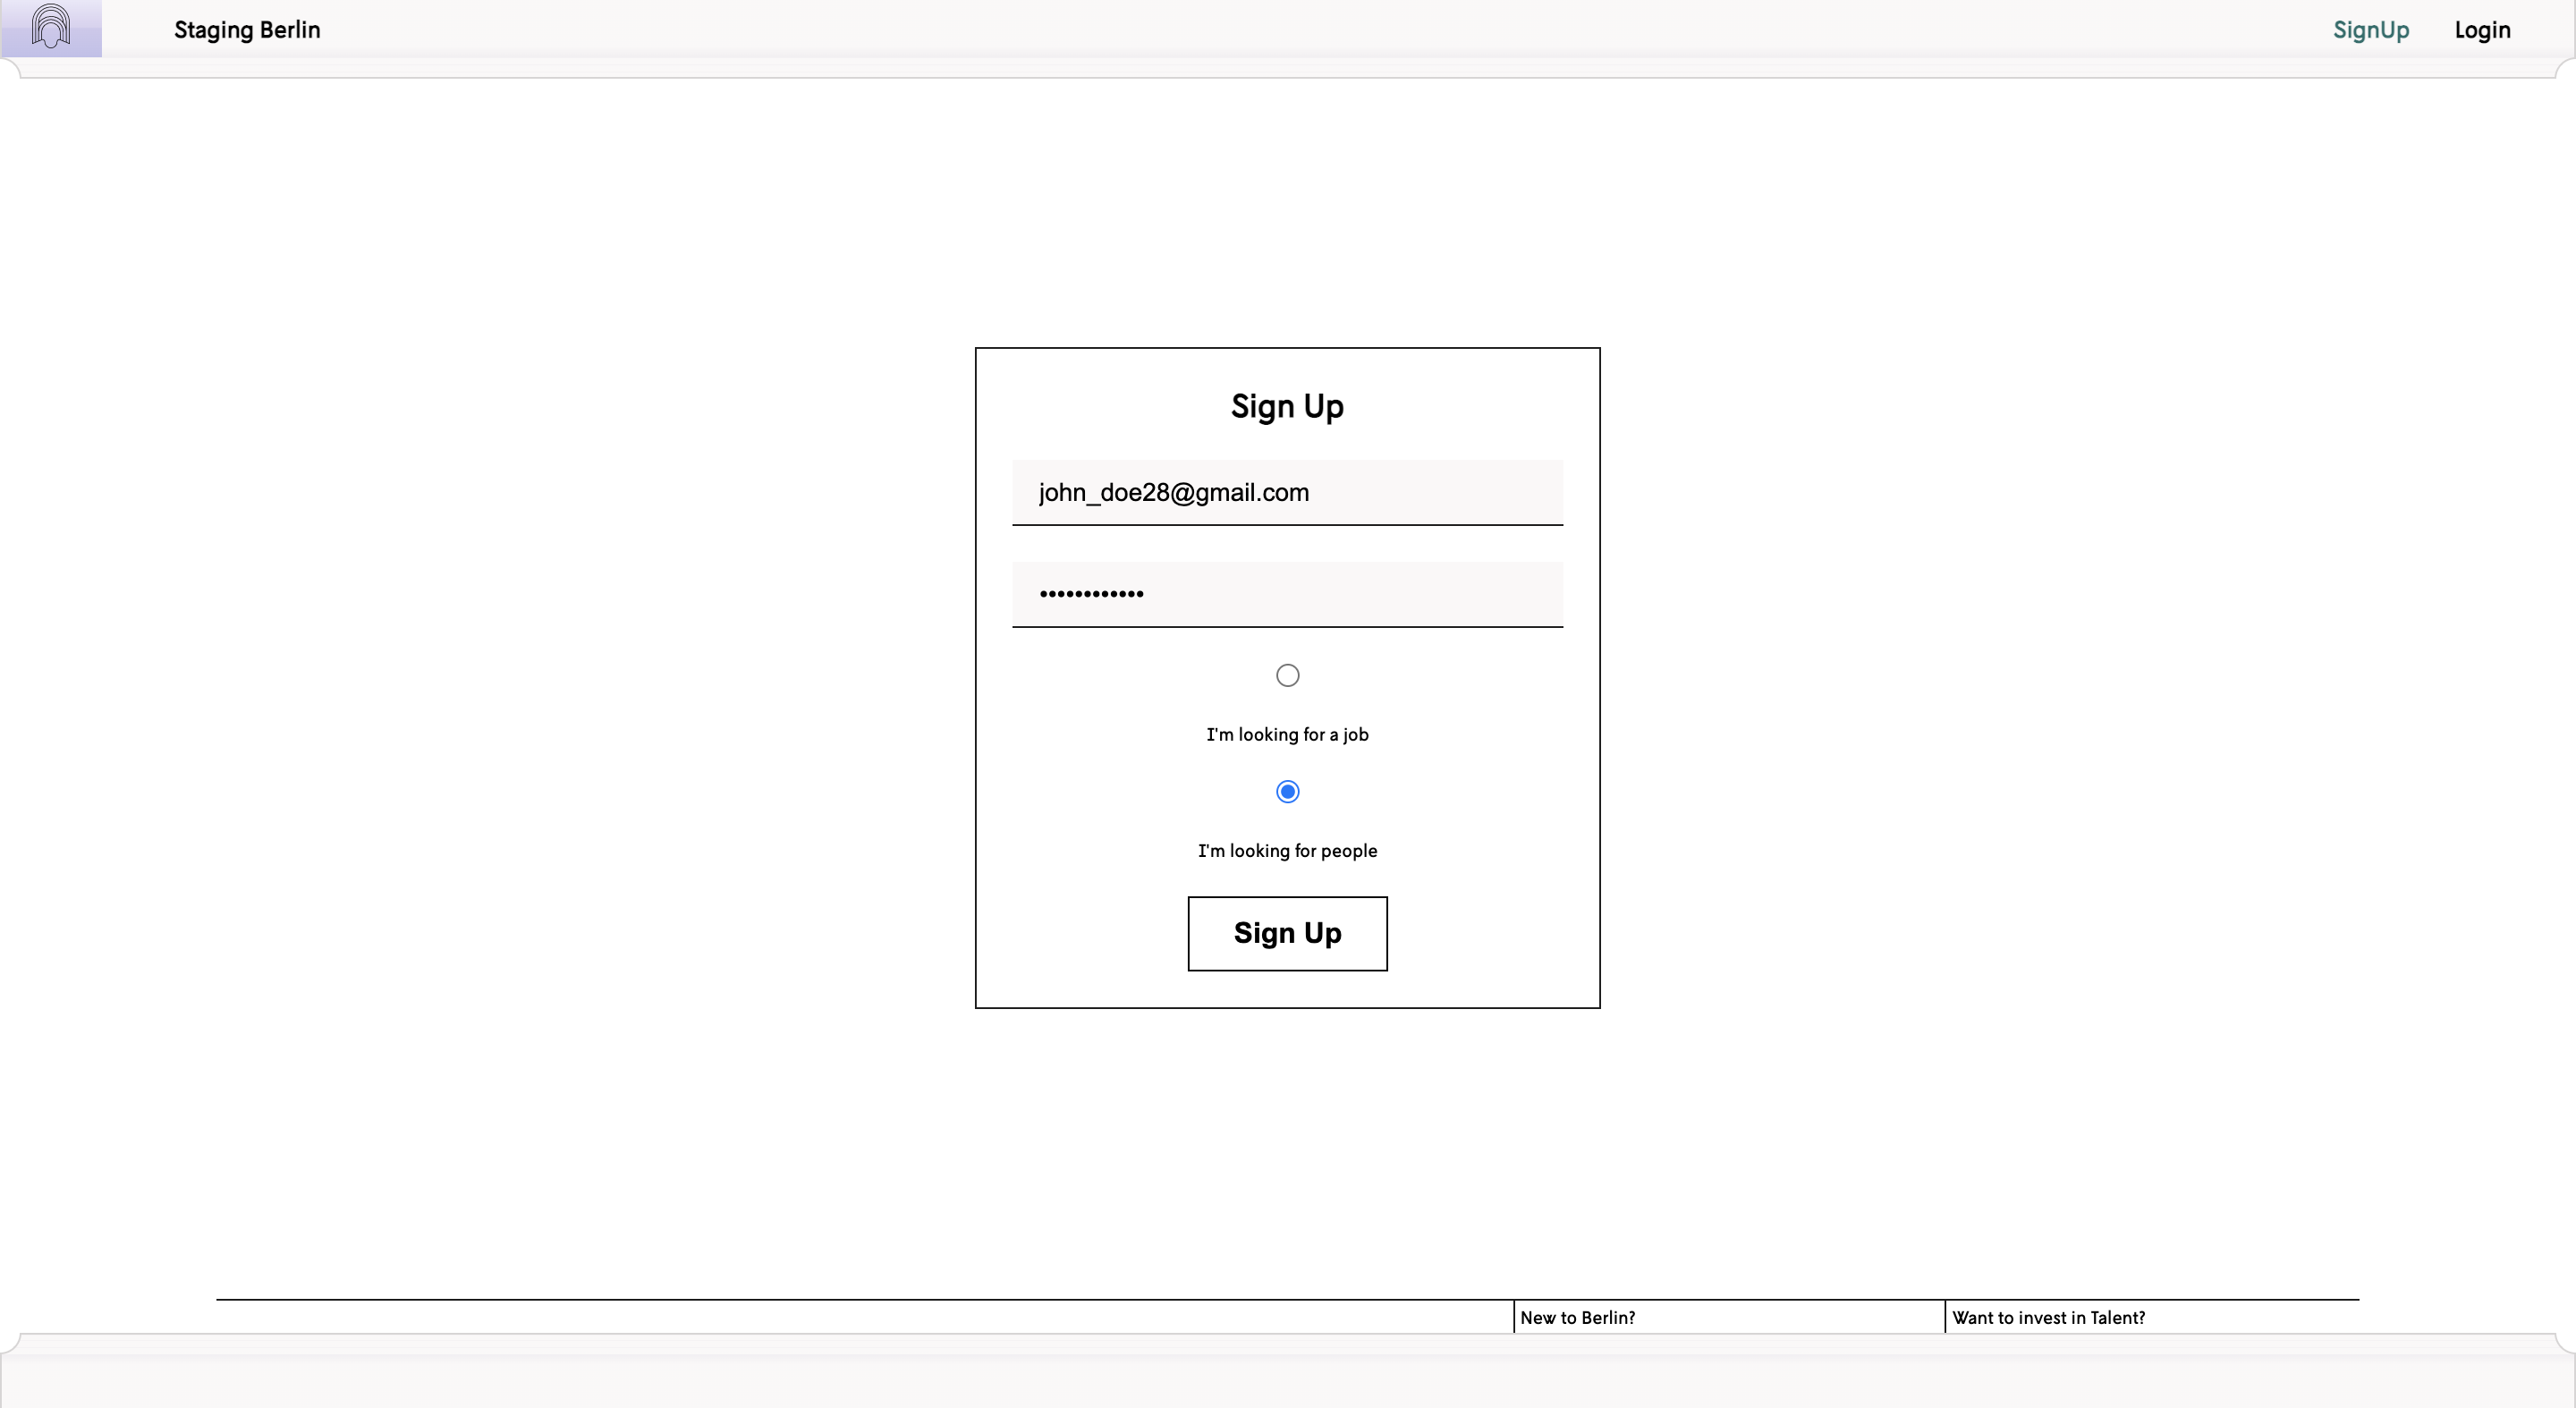 Staging Berlin
SignUp
Login
Sign Up
john_doe28@gmail.com
••••••••••••
I'm looking for a job
I'm looking for people
Sign Up
New to Berlin?
Want to invest in Talent?